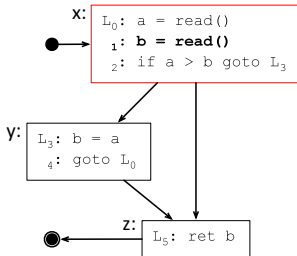 x:
L₀: a = read()
₁: b = read()
₂: if a > b goto L₃
y:
L₃: b = a
₄: goto L₀
z:
L₅: ret b